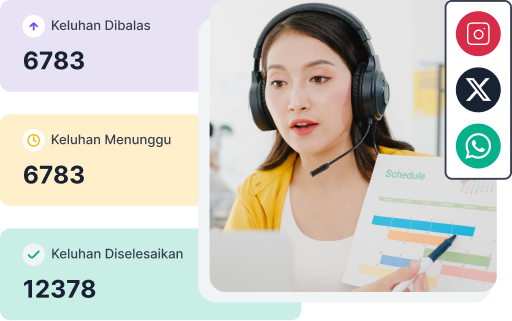 Keluhan Dibalas
6783
Keluhan Menunggu
6783
Keluhan Diselesaikan
12378
Schedule